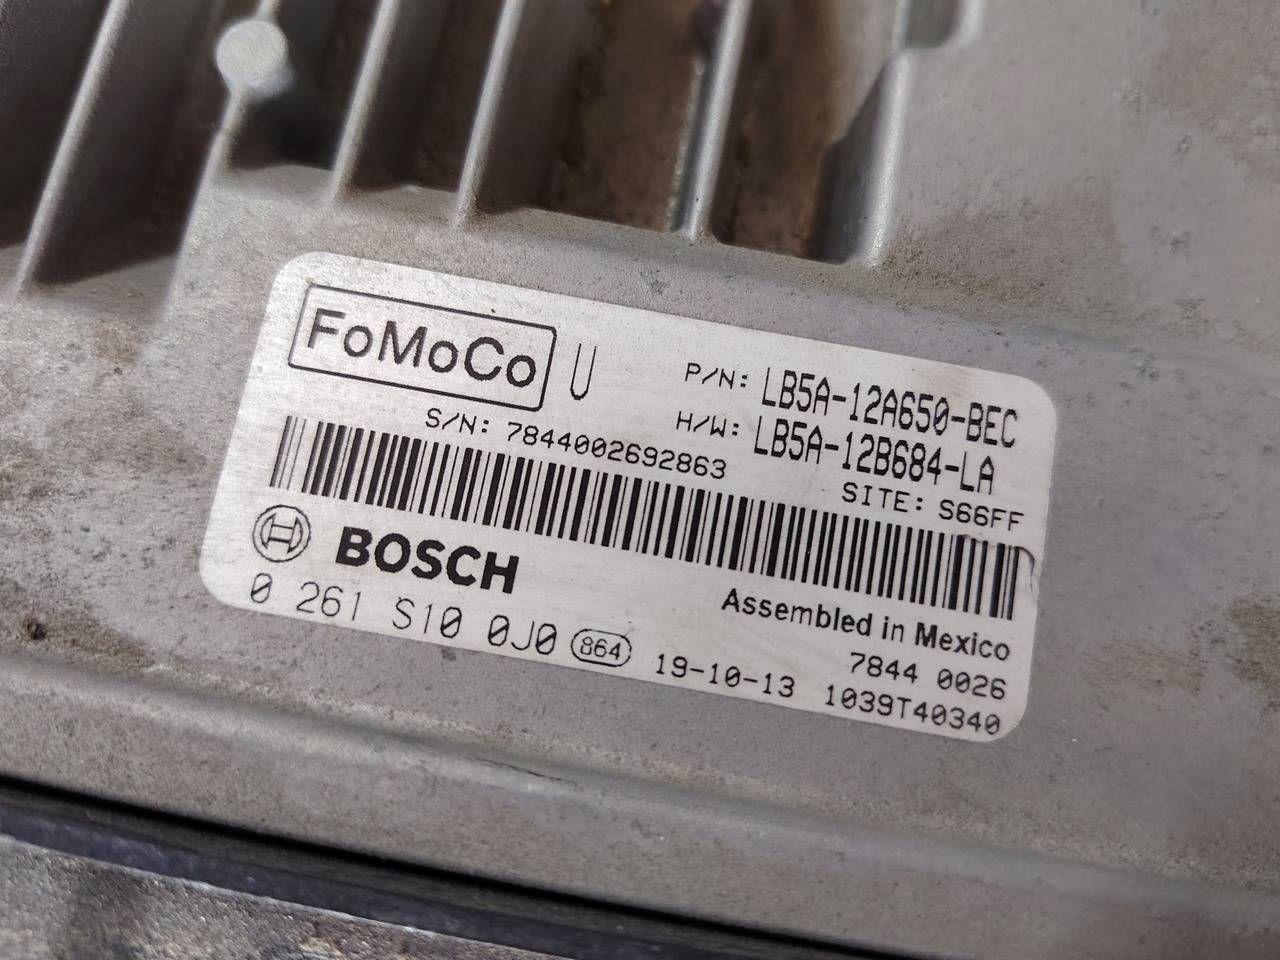 FoMoCo U
P/N: LB5A-12A650-BEC
H/W: LB5A-12B684-LA
S/N: 7844002692863
SITE: S66FF
BOSCH
Assembled in Mexico
0 261 S10 0J0 864 19-10-13
7844 0026
1039T40340